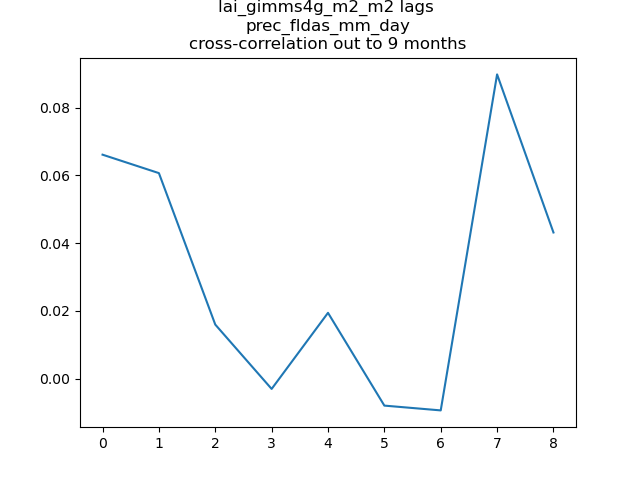 lai_gimms4g_m2_m2 lags
prec_fldas_mm_day
cross-correlation out to 9 months
0.08
0.06
0.04
0.02
0.00
0 1 2 3 4 5 6 7 8